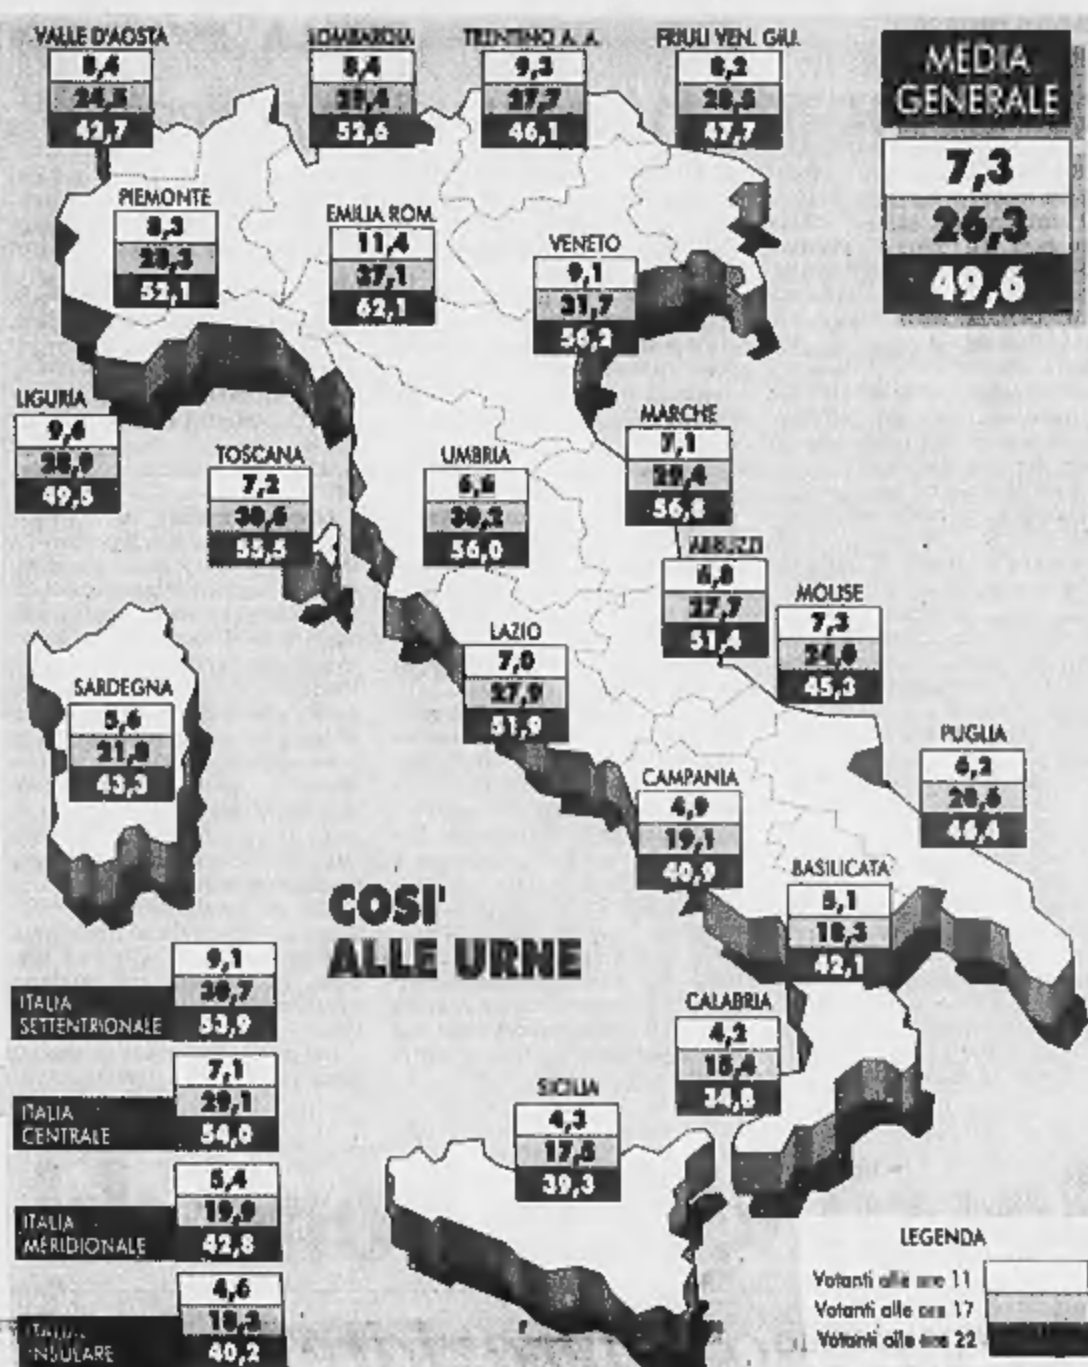 VALLE D'AOSTA
8,4
24,5
42,7
LOMBARDIA
8,4
52,6
TRENTINO A. A.
9,3
27,7
46,1
FRIULI VEN. GIU.
8,2
28,5
47,7
MEDIA
GENERALE
7,3
26,3
49,6
PIEMONTE
8,3
52,1
EMILIA ROM.
11,4
37,1
62,1
VENETO
9,1
31,7
56,2
LIGURIA
9,6
28,9
49,5
TOSCANA
7,2
30,6
55,5
UMBRIA
6,6
30,2
56,0
MARCHE
7,1
29,4
56,8
ABRUZZO
6,8
27,7
51,4
MOLISE
7,3
45,3
LAZIO
7,0
27,9
51,9
SARDEGNA
5,6
21,8
43,3
CAMPANIA
4,9
19,1
40,9
PUGLIA
6,2
46,4
BASILICATA
5,1
18,3
42,1
COSI'
ALLE URNE
CALABRIA
4,2
15,4
34,8
SICILIA
4,3
17,5
39,3
ITALIA
SETTENTRIONALE
9,1
30,7
53,9
ITALIA
CENTRALE
7,1
29,1
54,0
ITALIA
MERIDIONALE
5,4
19,9
42,8
ITALIA
INSULARE
4,6
40,2
LEGENDA
Votanti alle ore 11
Votanti alle ore 17
Votanti alle ore 22